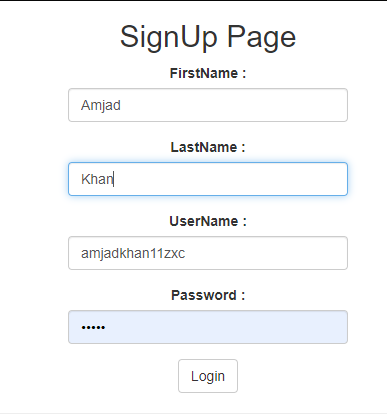 SignUp Page
FirstName :
Amjad
LastName :
Khan
UserName :
amjadkhan11zxc
Password :
•••••
Login